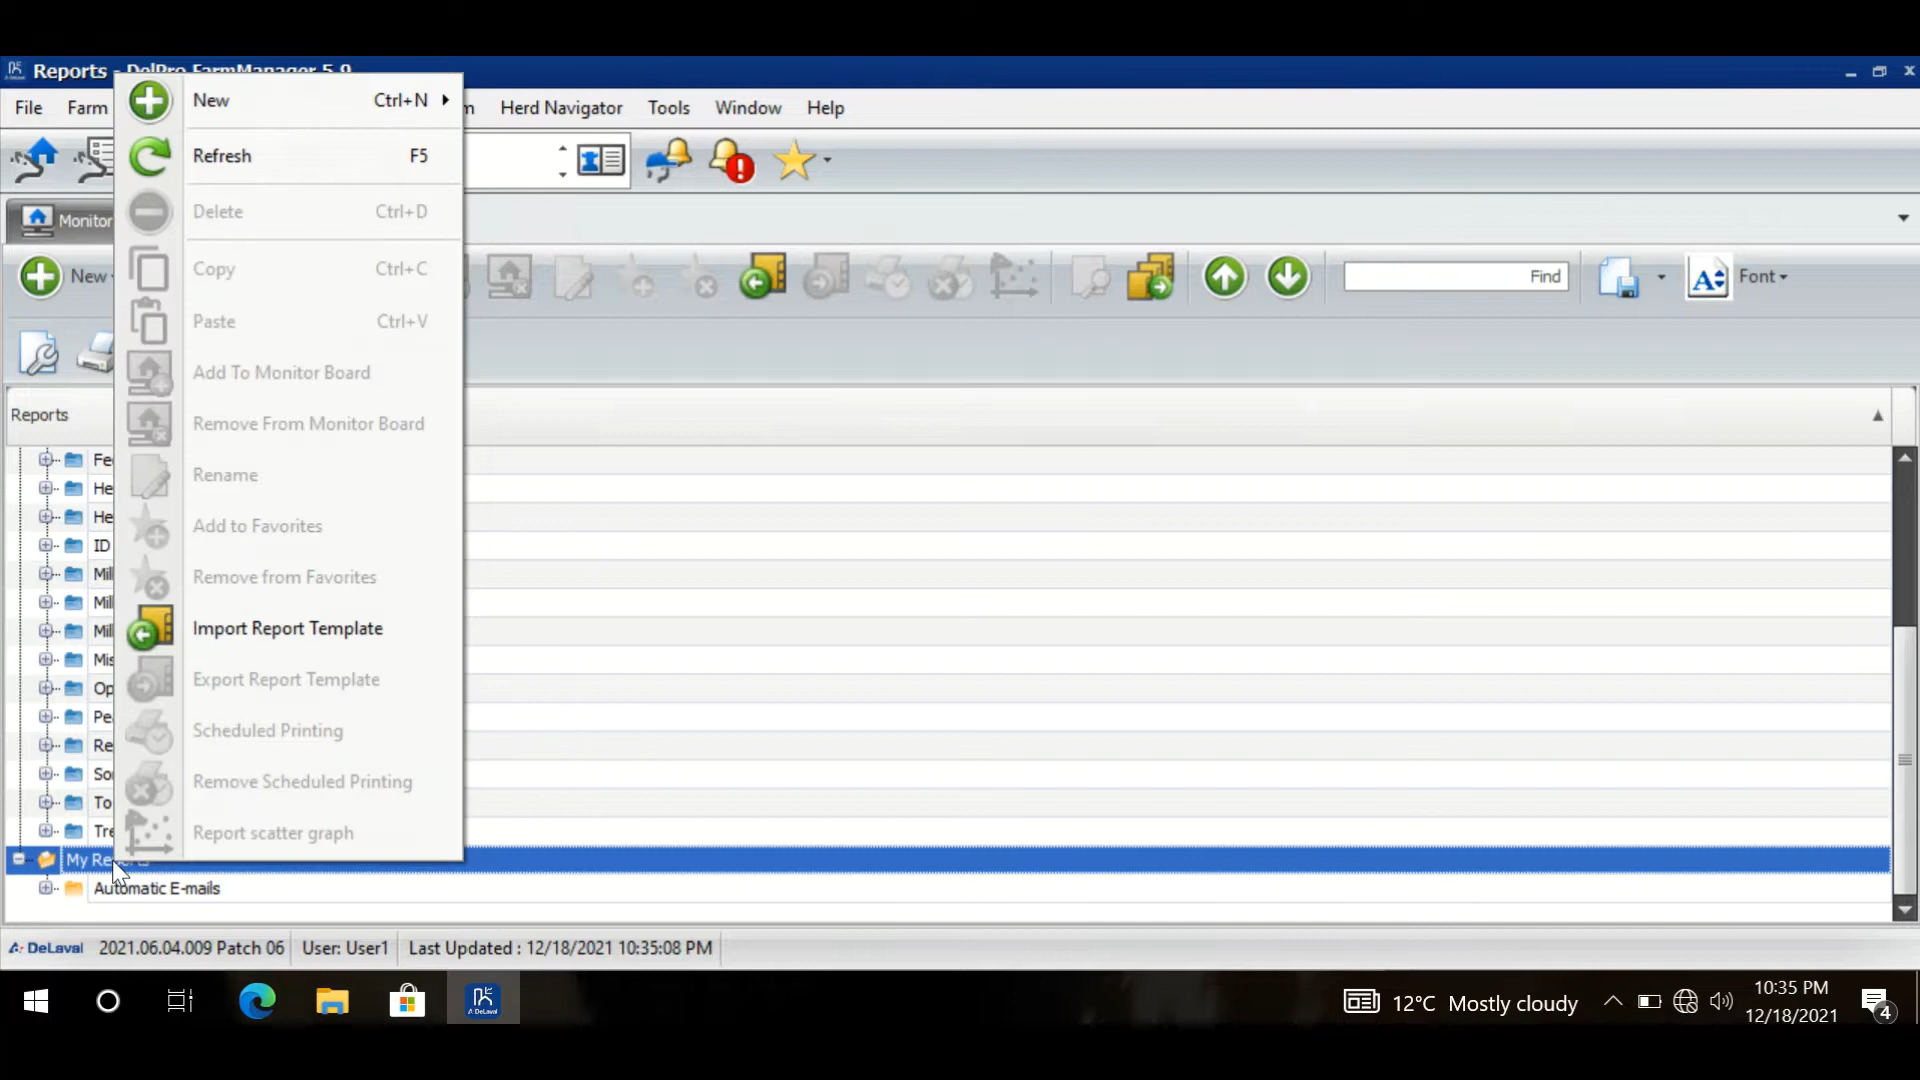 Reports - DelPro FarmManager 5.9
File Farm Herd Navigator Tools Window Help
Monitor
New
Find
Font
Reports
New Ctrl+N
Refresh F5
Delete Ctrl+D
Copy Ctrl+C
Paste Ctrl+V
Add To Monitor Board
Remove From Monitor Board
Rename
Add to Favorites
Remove from Favorites
Import Report Template
Export Report Template
Scheduled Printing
Remove Scheduled Printing
Report scatter graph
Fe
He
He
ID
Mil
Mil
Mil
Mis
Op
Pe
Re
So
To
Tre
My Reports
Automatic E-mails
DeLaval 2021.06.04.009 Patch 06 User: User1 Last Updated : 12/18/2021 10:35:08 PM
DeLaval
12°C Mostly cloudy
10:35 PM
12/18/2021
4